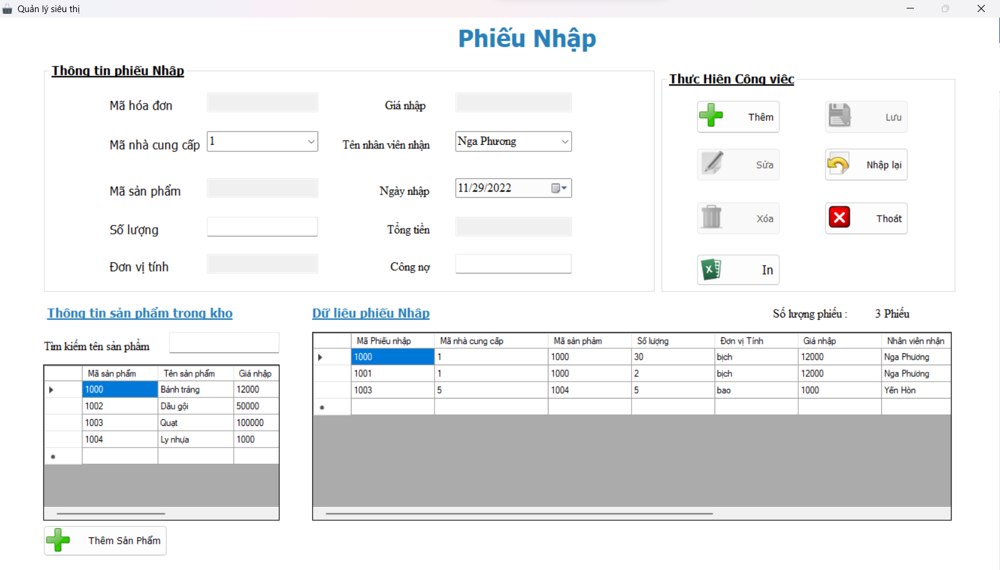 Quản lý siêu thị
Phiếu Nhập
Thông tin phiếu Nhập
Mã hóa đơn
Giá nhập
Mã nhà cung cấp 1
Tên nhân viên nhận Nga Phương
Mã sản phẩm
Ngày nhập 11/29/2022
Số lượng
Tổng tiền
Đơn vị tính
Công nợ
Thực Hiện Công việc
Thêm
Lưu
Sửa
Nhập lại
Xóa
Thoát
In
Thông tin sản phẩm trong kho
Tìm kiếm tên sản phẩm
Mã sản phẩm Tên sản phẩm Giá nhập
1000 Bánh tráng 12000
1002 Dầu gội 50000
1003 Quạt 100000
1004 Ly nhựa 1000
Thêm Sản Phẩm
Dữ liệu phiếu Nhập
Số lượng phiếu : 3 Phiếu
Mã Phiếu nhập Mã nhà cung cấp Mã sản phảm Số lượng Đơn vị Tính Giá nhập Nhân viên nhận
1000 1 1000 30 bịch 12000 Nga Phương
1001 1 1000 2 bịch 12000 Nga Phương
1003 5 1004 5 bao 1000 Yến Hòn